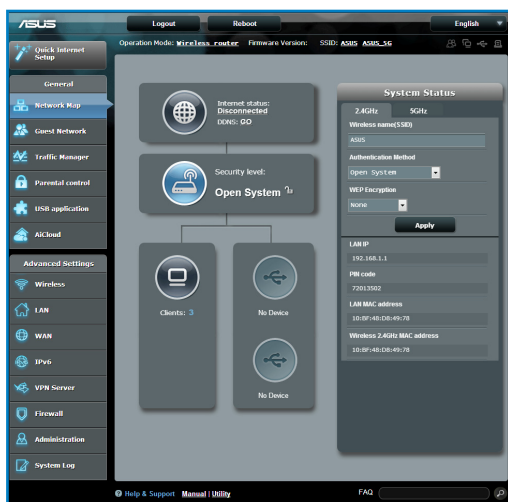 ASUS
Logout
Reboot
English
Operation Mode: Wireless router Firmware Version: SSID: ASUS ASUS_5G
Quick Internet
Setup
General
Network Map
Guest Network
Traffic Manager
Parental control
USB application
AiCloud
Advanced Settings
Wireless
LAN
WAN
IPv6
VPN Server
Firewall
Administration
System Log
Internet status:
Disconnected
DDNS: GO
Security level:
Open System
Clients: 3
No Device
No Device
System Status
2.4GHz 5GHz
Wireless name(SSID)
ASUS
Authentication Method
Open System
WEP Encryption
None
Apply
LAN IP
192.168.1.1
PIN code
72013502
LAN MAC address
10:BF:48:D8:49:78
Wireless 2.4GHz MAC address
10:BF:48:D8:49:78
Help & Support Manual | Utility
FAQ